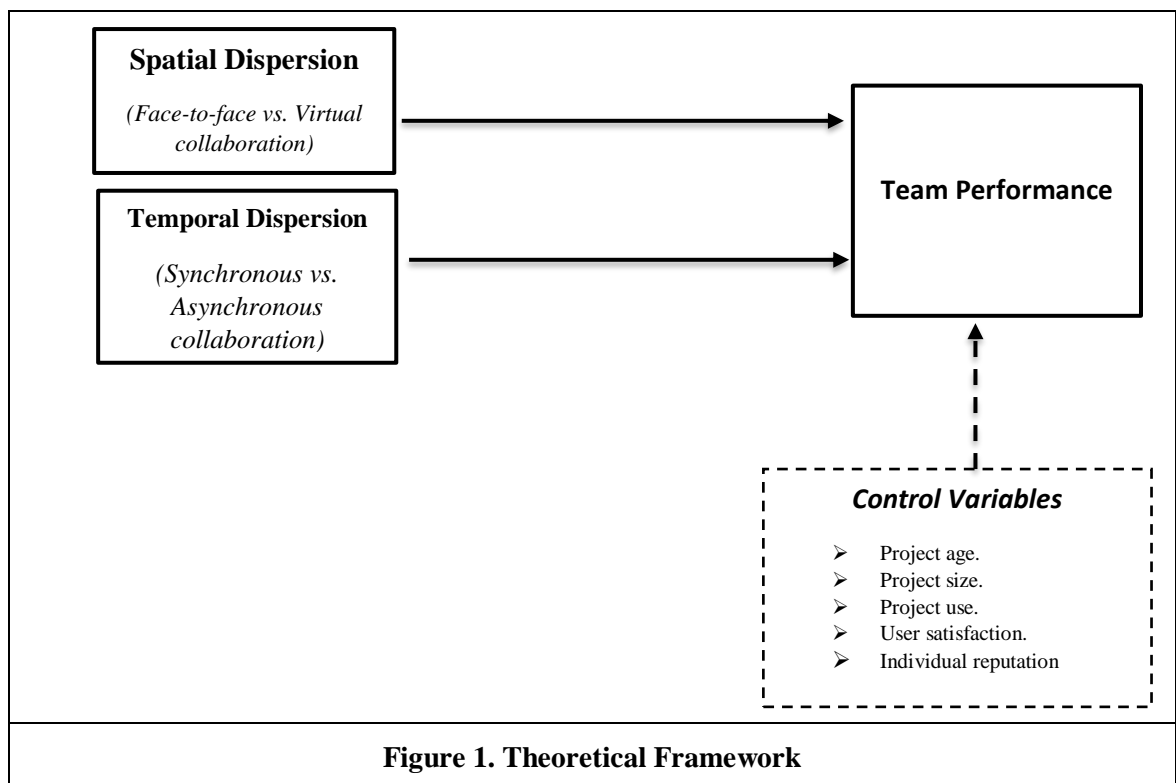 Spatial Dispersion
(Face-to-face vs. Virtual
collaboration)
Temporal Dispersion
(Synchronous vs.
Asynchronous
collaboration)
Team Performance
Control Variables
➢ Project age.
➢ Project size.
➢ Project use.
➢ User satisfaction.
➢ Individual reputation
Figure 1. Theoretical Framework